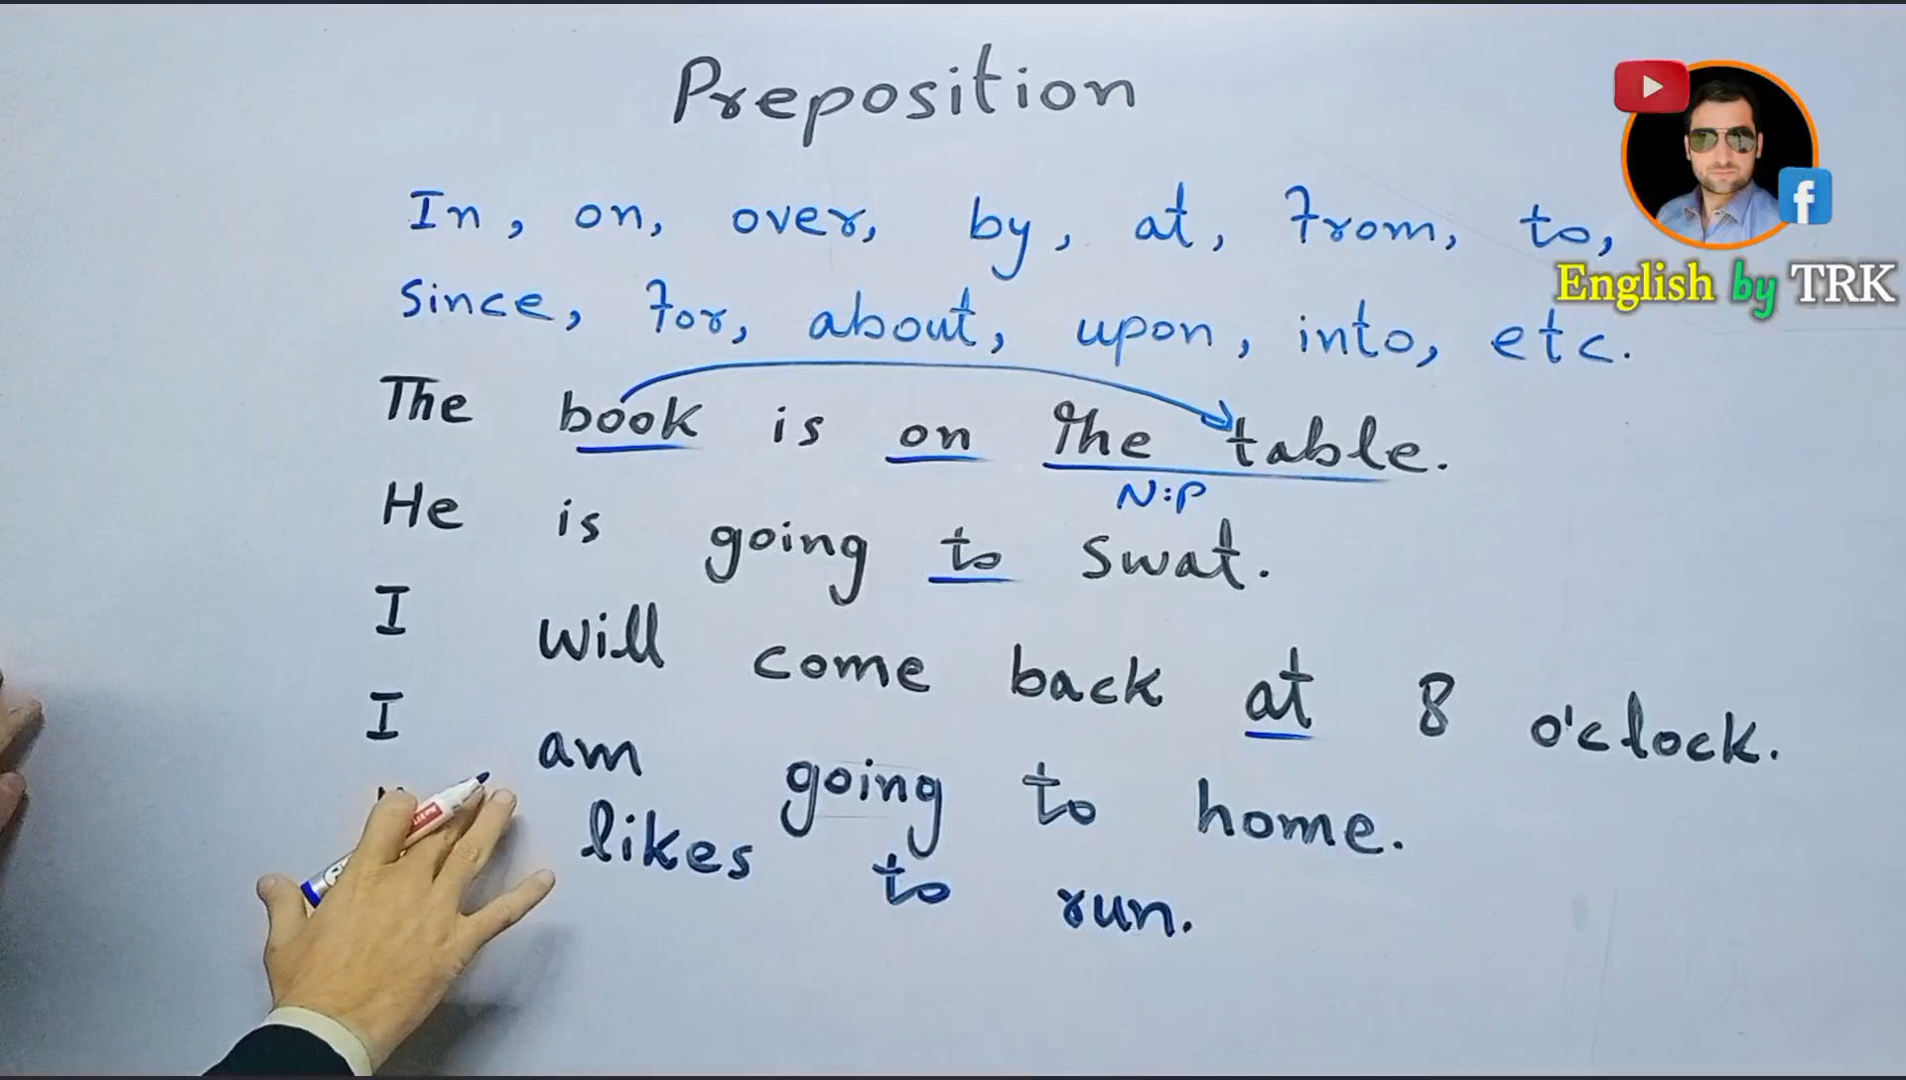 Preposition
In, on, over, by, at, from, to,
since, for, about, upon, into, etc.
The book is on the table.
N:P
He is going to swat.
I will come back at 8 o'clock.
I am going to home.
likes to run.
English by TRK